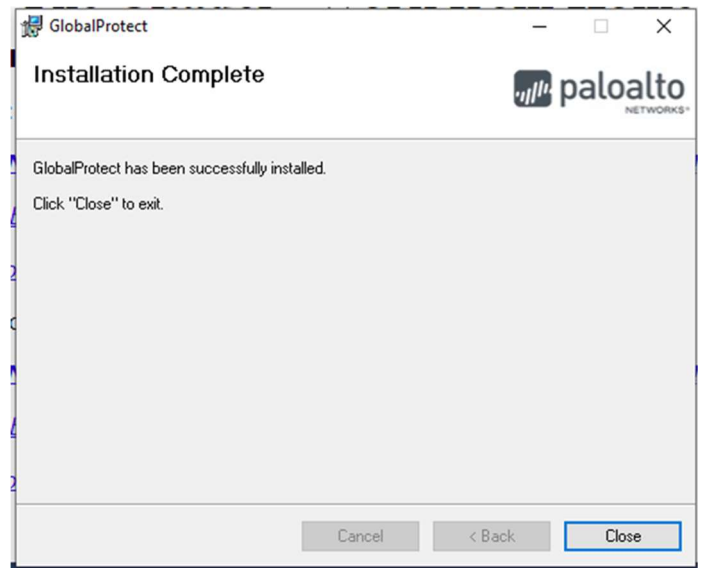 GlobalProtect
Installation Complete
paloalto
NETWORKS®
GlobalProtect has been successfully installed.
Click "Close" to exit.
Cancel
< Back
Close